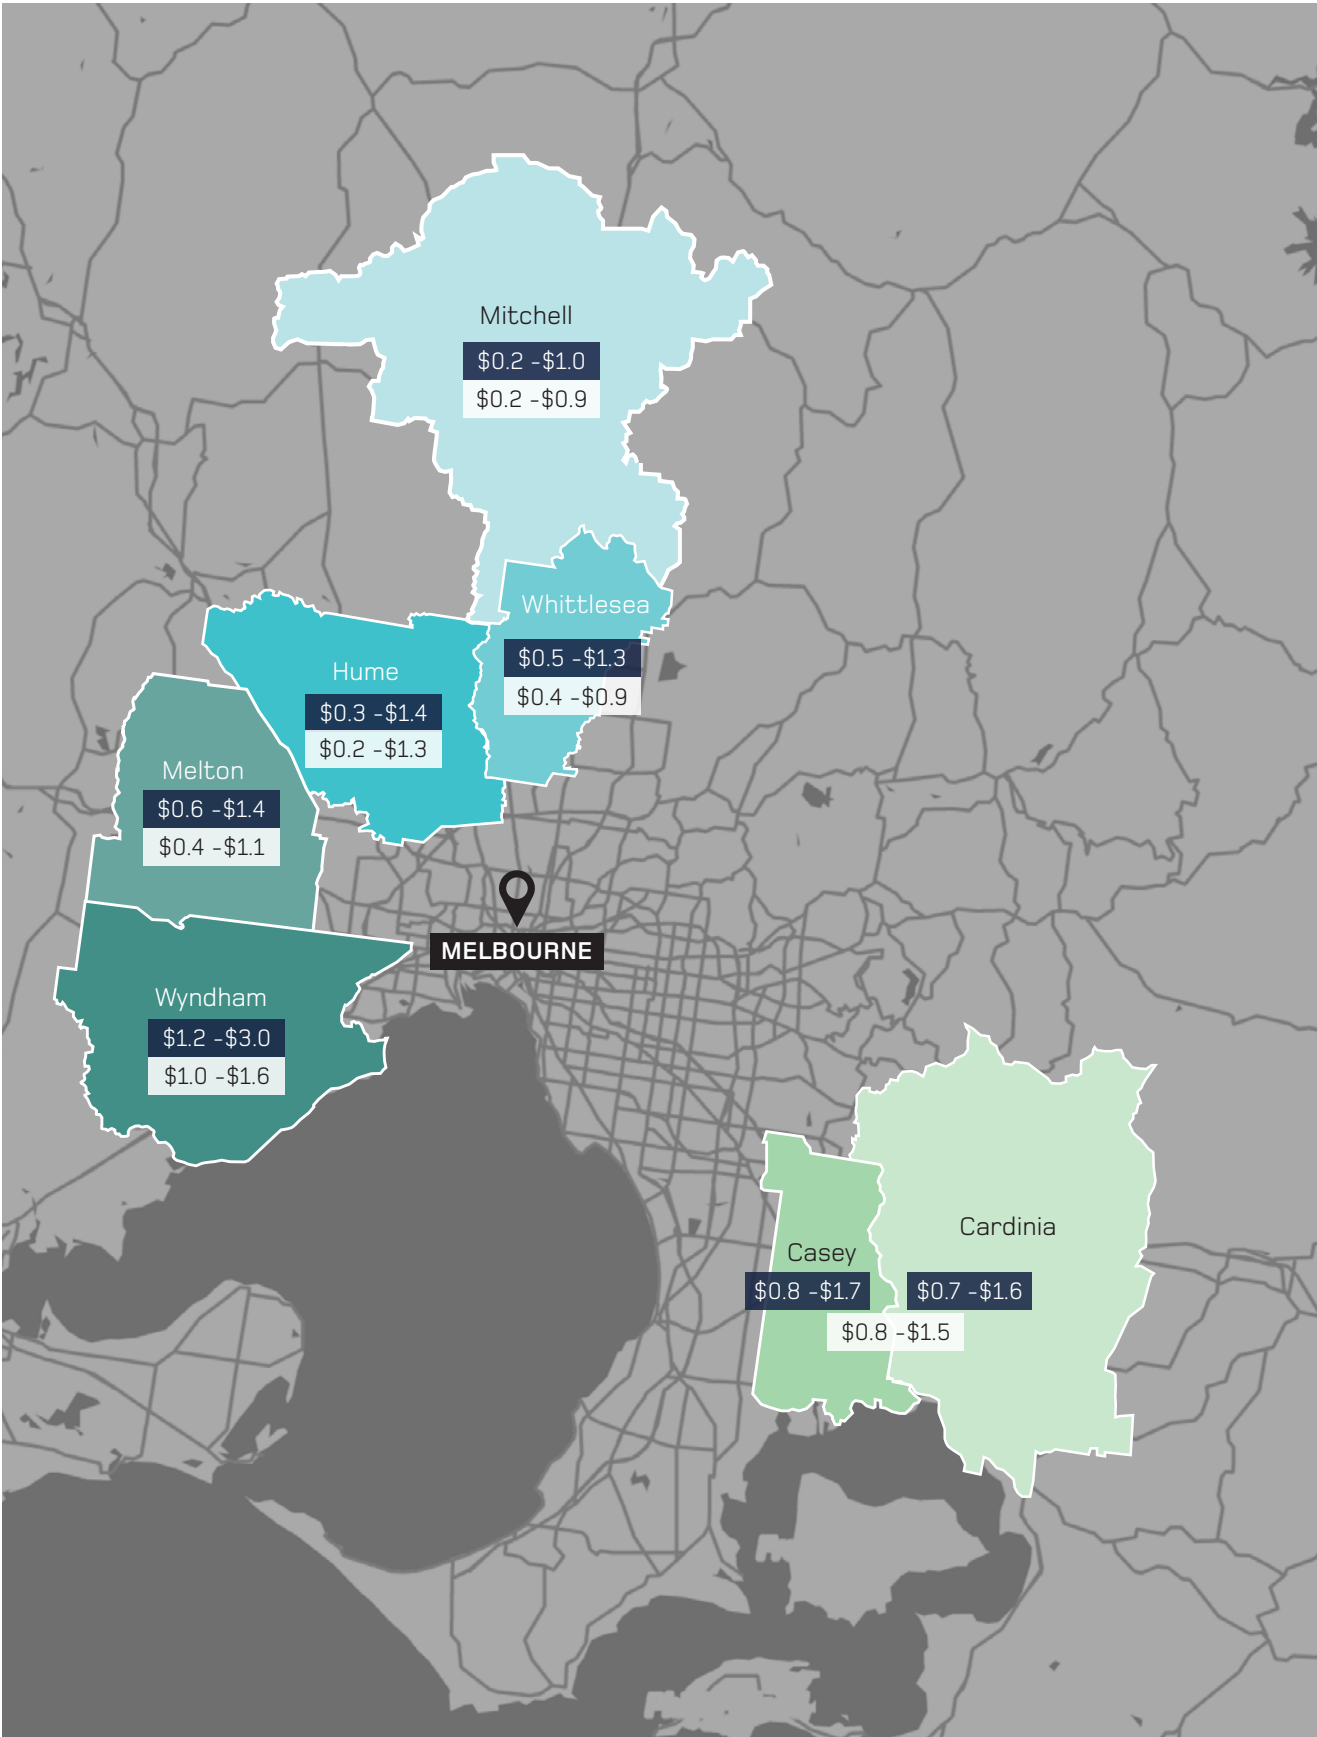 Mitchell
$0.2 -$1.0
$0.2 -$0.9
Whittlesea
$0.5 -$1.3
$0.4 -$0.9
Hume
$0.3 -$1.4
$0.2 -$1.3
Melton
$0.6 -$1.4
$0.4 -$1.1
MELBOURNE
Wyndham
$1.2 -$3.0
$1.0 -$1.6
Cardinia
Casey
$0.8 -$1.7
$0.7 -$1.6
$0.8 -$1.5